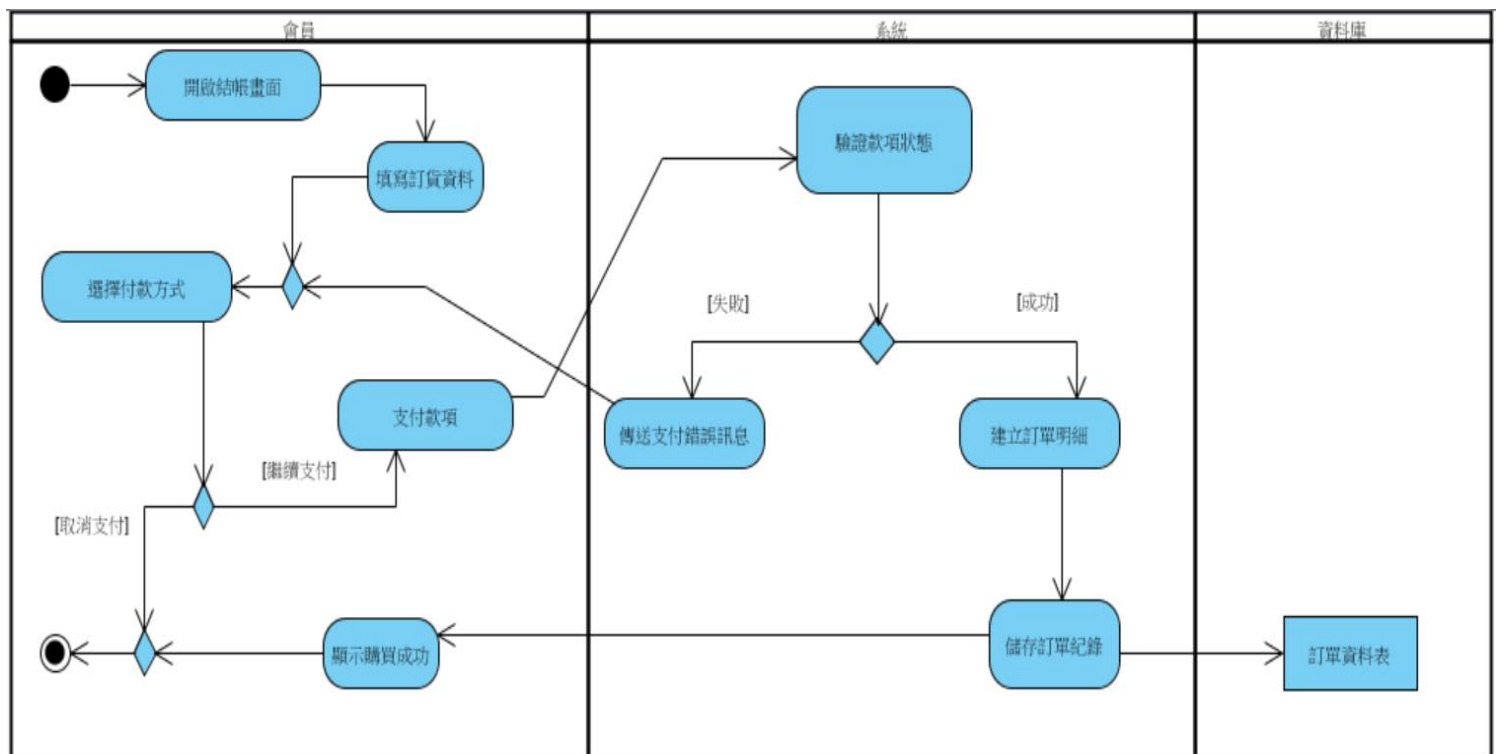 會員
系統
資料庫
開啟結帳畫面
填寫訂貨資料
驗證款項狀態
選擇付款方式
[失敗]
[成功]
支付款項
傳送支付錯誤訊息
建立訂單明細
[繼續支付]
[取消支付]
顯示購買成功
儲存訂單紀錄
訂單資料表